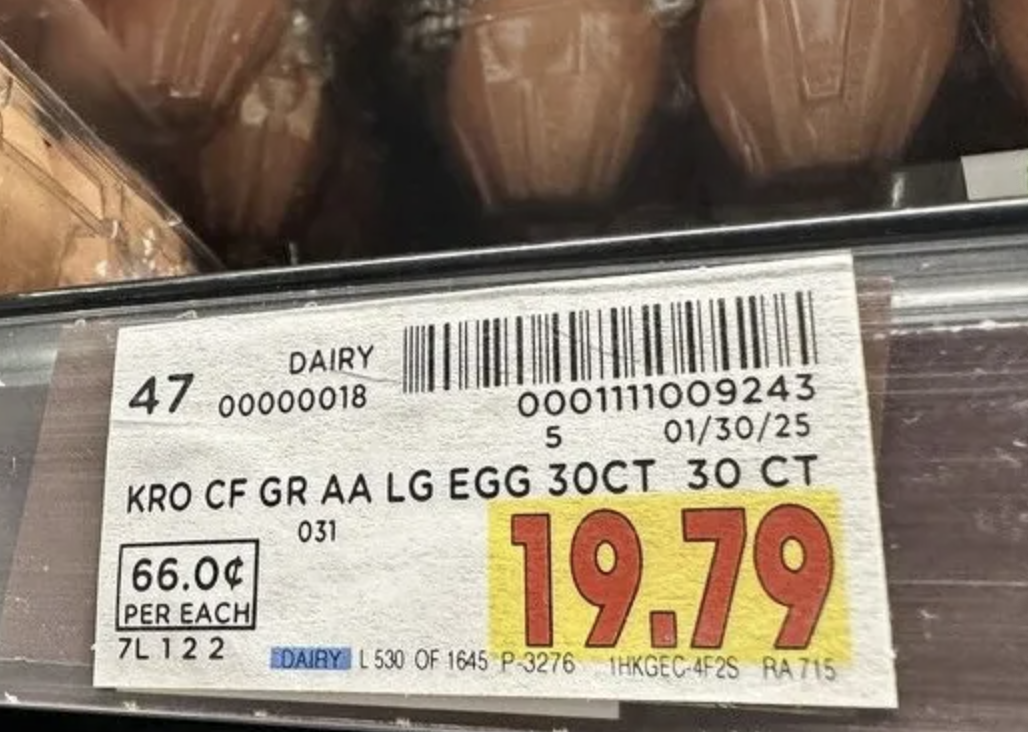 DAIRY
47 00000018
0001111009243
5 01/30/25
KRO CF GR AA LG EGG 30CT 30 CT
031
19.79
66.0¢
PER EACH
7L 1 2 2
DAIRY L 530 OF 1645 P-3276 1HKGEC-4F2S RA 715